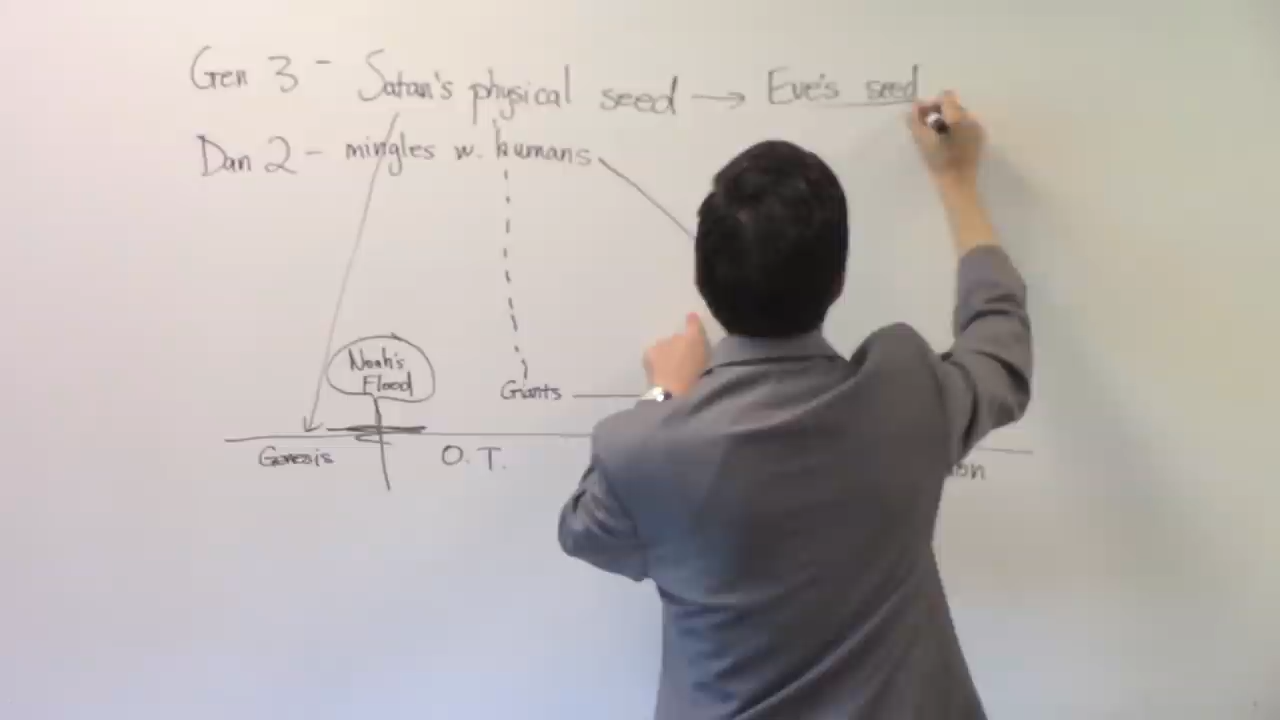 Gen 3 - Satan's physical seed → Eve's seed
Dan 2 - mingles w. humans
Noah's
Flood
Giants
Genesis
O.T.